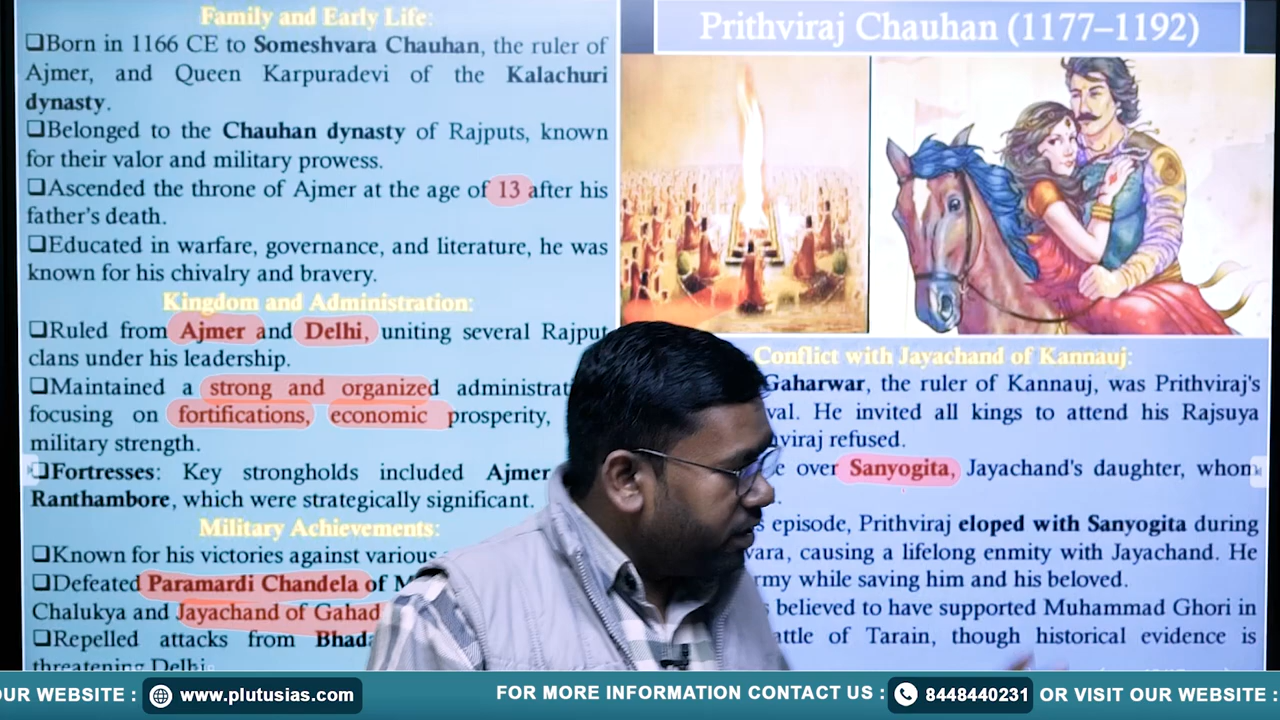 Family and Early Life:
❑Born in 1166 CE to Someshvara Chauhan, the ruler of
Ajmer, and Queen Karpuradevi of the Kalachuri
dynasty.
❑Belonged to the Chauhan dynasty of Rajputs, known
for their valor and military prowess.
❑Ascended the throne of Ajmer at the age of 13 after his
father's death.
❑Educated in warfare, governance, and literature, he was
known for his chivalry and bravery.
Kingdom and Administration:
❑Ruled from Ajmer and Delhi, uniting several Rajput
clans under his leadership.
❑Maintained a strong and organized
focusing on fortifications, economic prosperity,
military strength.
❑Fortresses: Key strongholds included Ajmer
Ranthambore, which were strategically significant.
Military Achievements:
❑Known for his victories against various
❑Defeated Paramardi Chandela of
Chalukya and Jayachand of
❑Repelled attacks from
threatening Delhi.
Prithviraj Chauhan (1177–1192)
Conflict with Jayachand of Kannauj:
Gaharwar, the ruler of Kannauj, was Prithviraj's
He invited all kings to attend his Rajsuya
refused.
over Sanyogita, Jayachand's daughter, whom
episode, Prithviraj eloped with Sanyogita during
causing a lifelong enmity with Jayachand. He
while saving him and his beloved.
believed to have supported Muhammad Ghori in
of Tarain, though historical evidence is
OUR WEBSITE : www.plutusias.com FOR MORE INFORMATION CONTACT US : 8448440231 OR VISIT OUR WEBSITE :